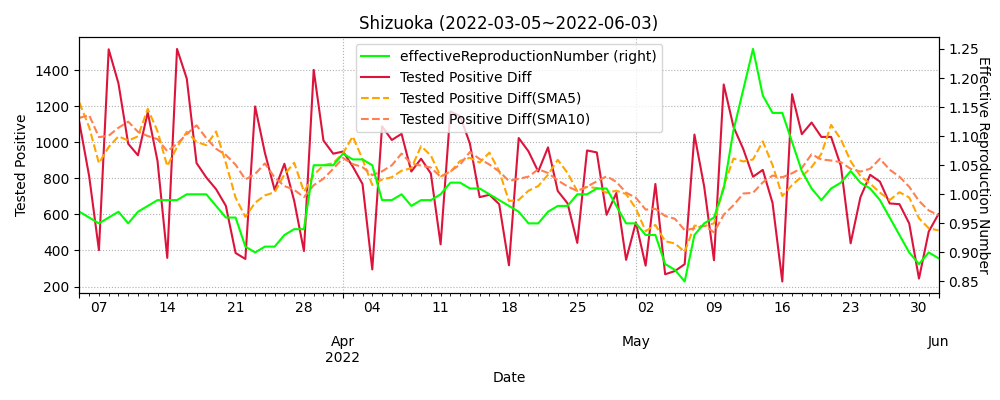 Shizuoka (2022-03-05~2022-06-03)
effectiveReproductionNumber (right)
Tested Positive Diff
Tested Positive Diff(SMA5)
Tested Positive Diff(SMA10)
Tested Positive
1400
1200
1000
800
600
400
200
Effective Reproduction Number
1.25
1.20
1.15
1.10
1.05
1.00
0.95
0.90
0.85
07 14 21 28 04 11 18 25 02 09 16 23 30
Apr May Jun
2022
Date